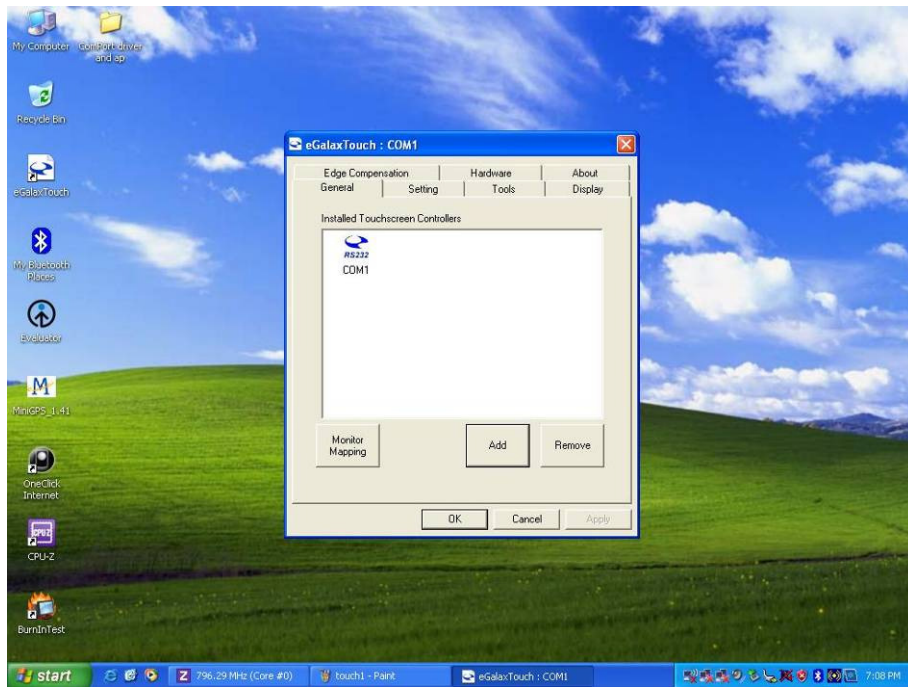 My Computer
ComPort driver
and ap
Recycle Bin
eGalaxTouch
My Bluetooth
Places
Evaluator
M
MiniGPS_1.41
OneClick
Internet
CPU-Z
CPU-Z
BurnInTest
eGalaxTouch : COM1
Edge Compensation Hardware About
General Setting Tools Display
Installed Touchscreen Controllers
RS232
COM1
Monitor
Mapping
Add Remove
OK Cancel Apply
start Z 796.29 MHz (Core #0) touch1 - Paint eGalaxTouch : COM1 7:08 PM